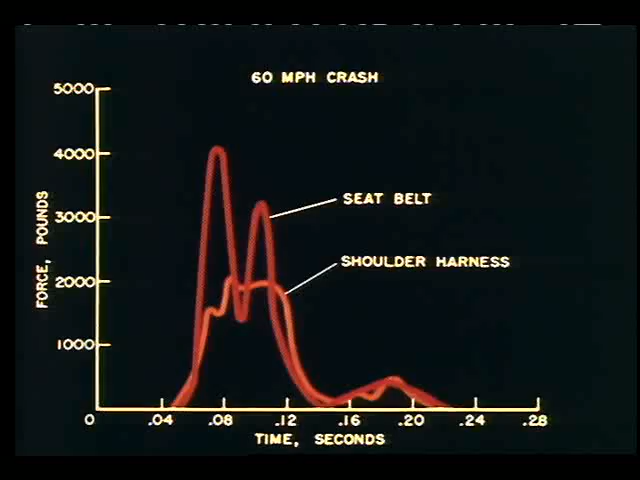 60 MPH CRASH
5000
4000
3000
2000
1000
FORCE, POUNDS
SEAT BELT
SHOULDER HARNESS
0 .04 .08 .12 .16 .20 .24 .28
TIME, SECONDS